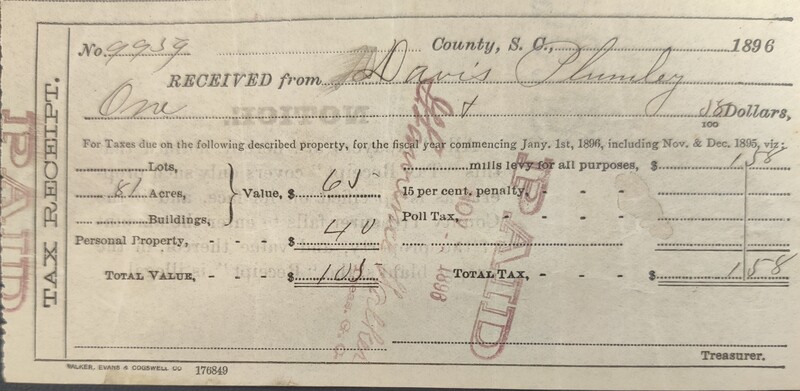 No. 9939 County, S. C., 1896
RECEIVED from Davis Plumley
One & 58/100 Dollars,
For Taxes due on the following described property, for the fiscal year commencing Jany. 1st, 1896, including Nov. & Dec. 1895, viz:
Lots, mills levy for all purposes, $ 1 58
81 Acres, Value, $ 65 15 per cent. penalty, - -
Buildings, Poll Tax, - - - -
Personal Property, - - $ 40
TOTAL VALUE, - - $ 105 TOTAL TAX, - - - $ 1 58
Treasurer.
WALKER, EVANS & COGSWELL CO 176849
TAX RECEIPT.
PAID
PAID
1896
NOTICE.